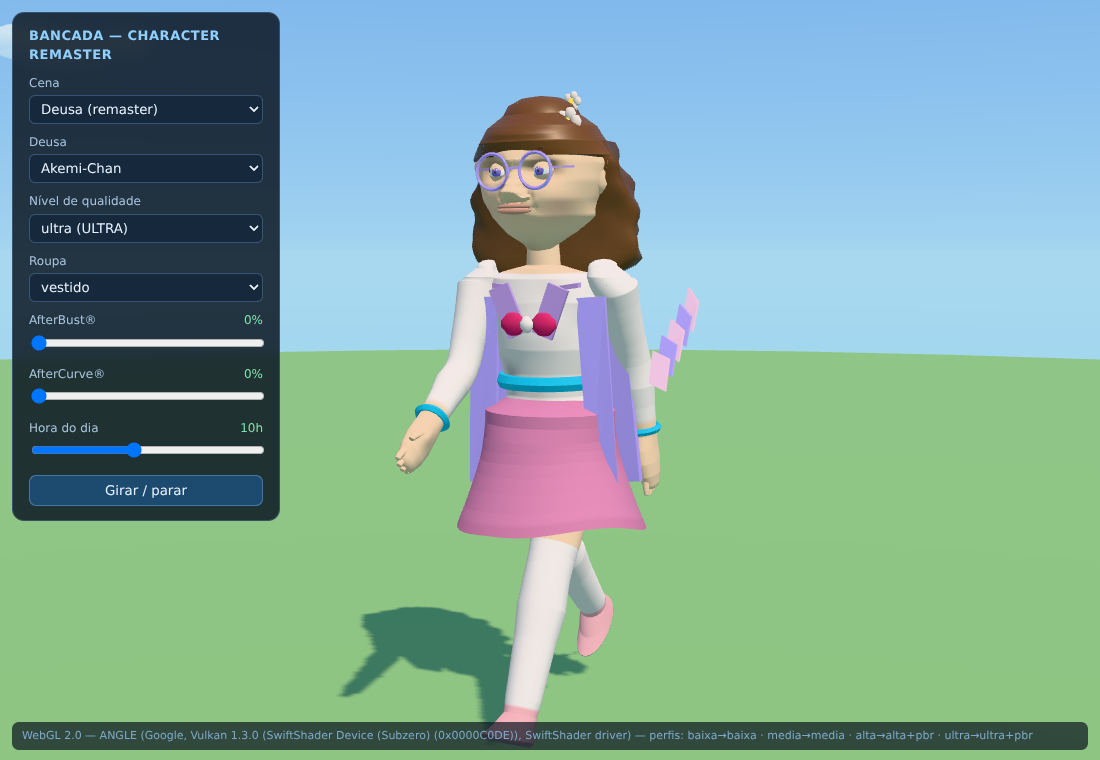 BANCADA — CHARACTER
REMASTER
Cena
Deusa (remaster)
Deusa
Akemi-Chan
Nível de qualidade
ultra (ULTRA)
Roupa
vestido
AfterBust® 0%
AfterCurve® 0%
Hora do dia 10h
Girar / parar
WebGL 2.0 — ANGLE (Google, Vulkan 1.3.0 (SwiftShader Device (Subzero) (0x0000C0DE)), SwiftShader driver) — perfis: baixa→baixa · media→media · alta→alta+pbr · ultra→ultra+pbr